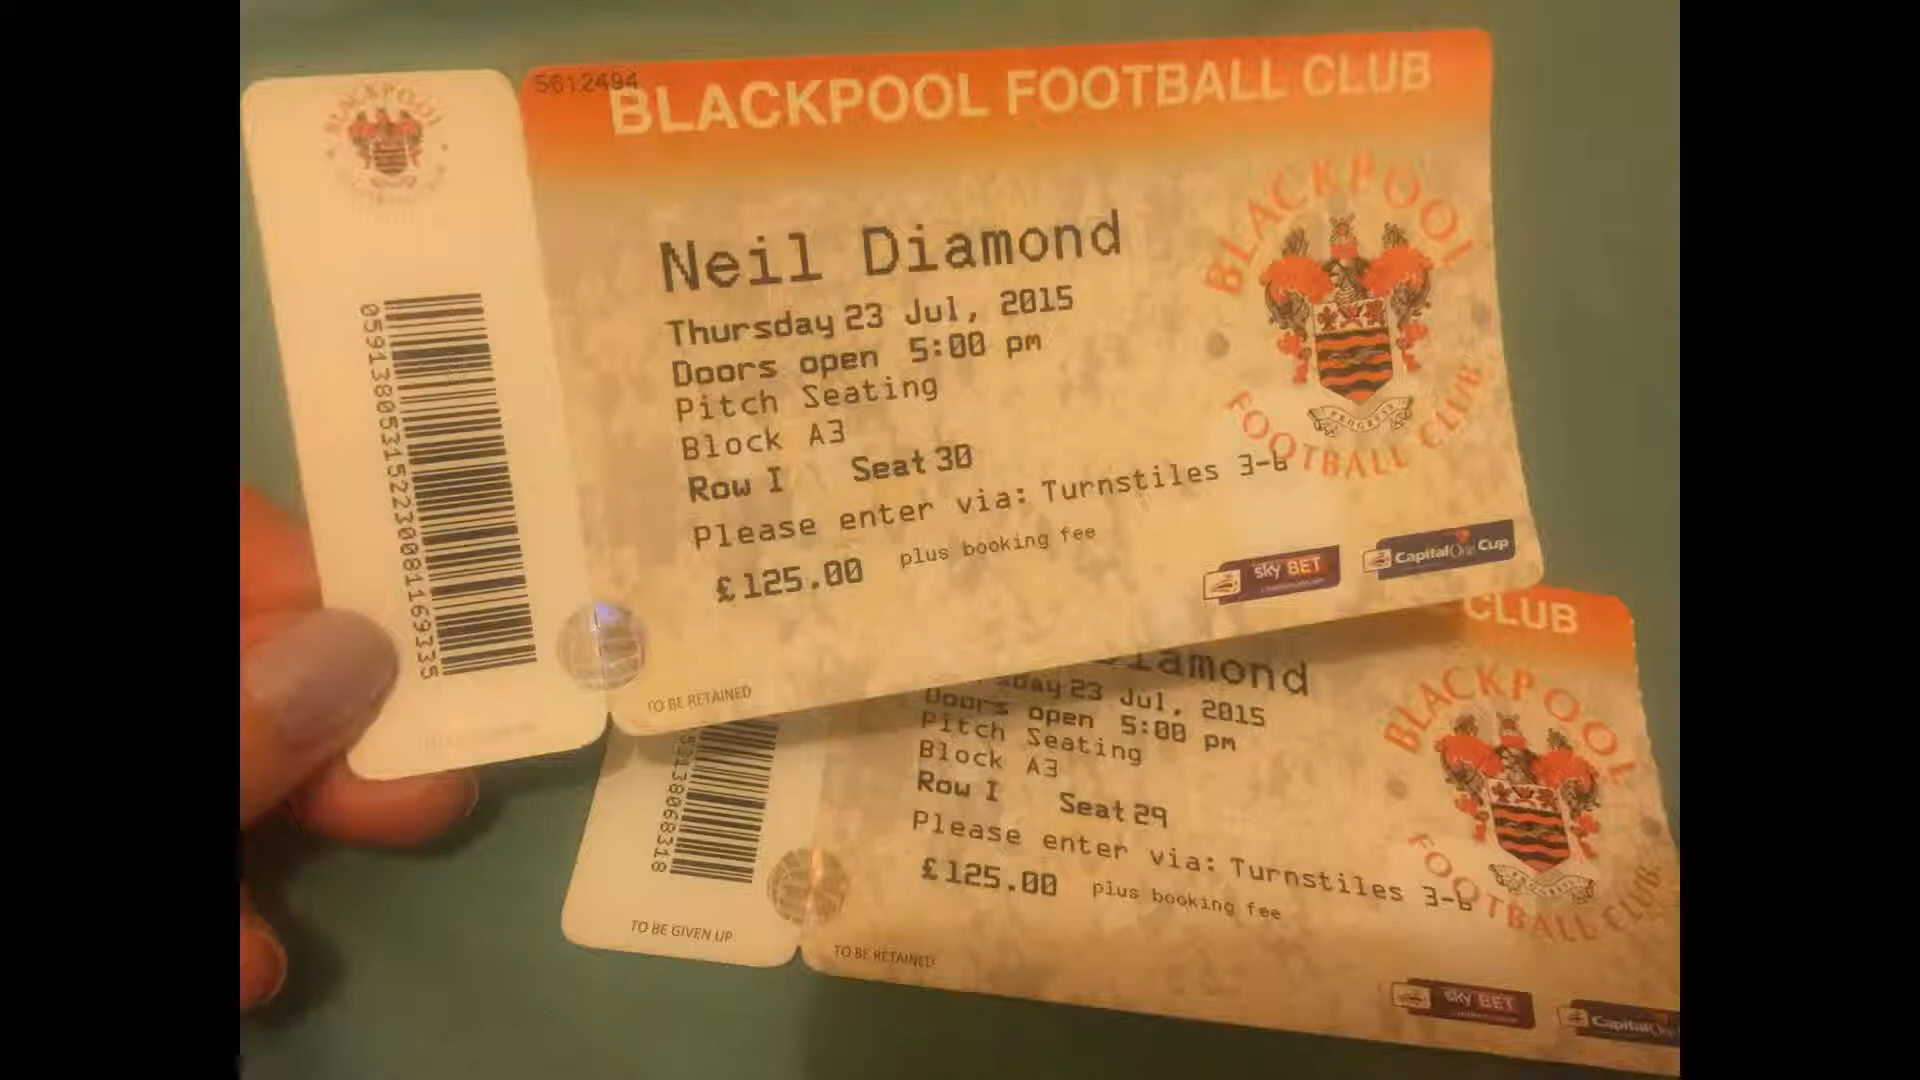 5612494
BLACKPOOL FOOTBALL CLUB
BLACKPOOL
Neil Diamond
Thursday 23 Jul, 2015
Doors open 5:00 pm
Pitch Seating
Block A3
Row I Seat 30
Please enter via: Turnstiles 3-6
£125.00 plus booking fee
BLACKPOOL
FOOTBALL CLUB
PROGRESS
sky BET
Capital One Cup
TO BE RETAINED
CLUB
Diamond
day 23 Jul, 2015
Doors open 5:00 pm
Pitch Seating
Block A3
Row I Seat 29
Please enter via: Turnstiles 3-6
£125.00 plus booking fee
BLACKPOOL
FOOTBALL CLUB
PROGRESS
TO BE GIVEN UP
TO BE RETAINED
sky BET
Capital